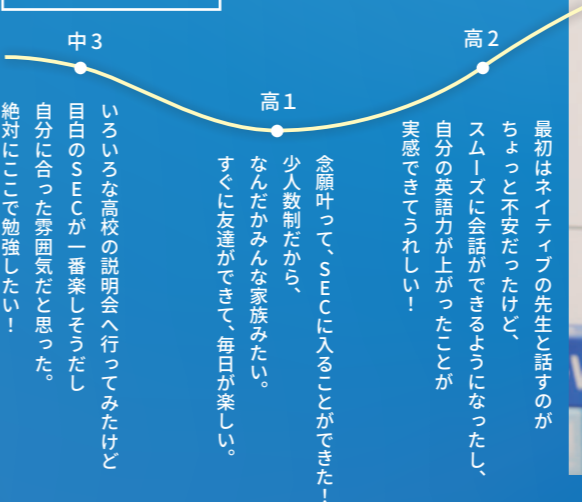 中3
いろいろな高校の説明会へ行ってみたけど
目白のSECが一番楽しそうだし
自分に合った雰囲気だと思った。
絶対にここで勉強したい！
高1
念願叶って、SECに入ることができた！
少人数制だから、
なんだかみんな家族みたい。
すぐに友達ができて、毎日が楽しい。
高2
最初はネイティブの先生と話すのが
ちょっと不安だったけど、
スムーズに会話ができるようになったし、
自分の英語力が上がったことが
実感できてうれしい！